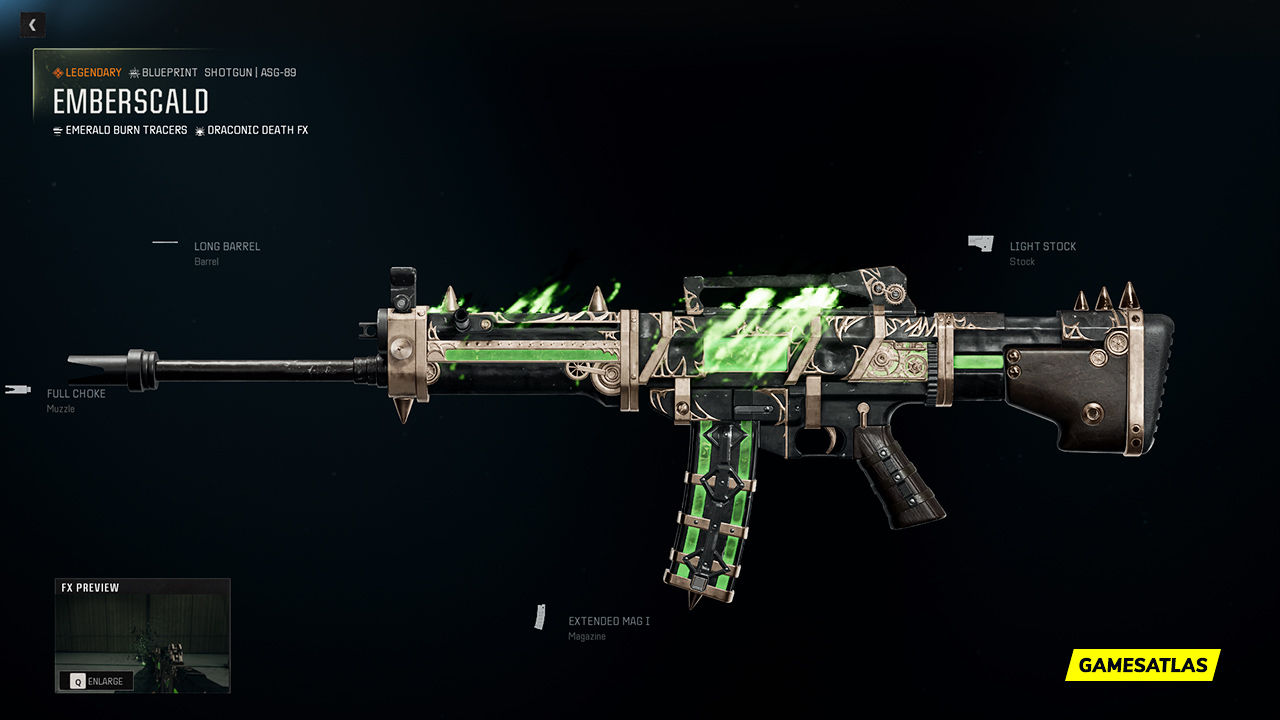 LEGENDARY BLUEPRINT SHOTGUN | ASG-89
EMBERSCALD
EMERALD BURN TRACERS DRACONIC DEATH FX
LONG BARREL
Barrel
LIGHT STOCK
Stock
FULL CHOKE
Muzzle
FX PREVIEW
Q ENLARGE
EXTENDED MAG I
Magazine
GAMESATLAS